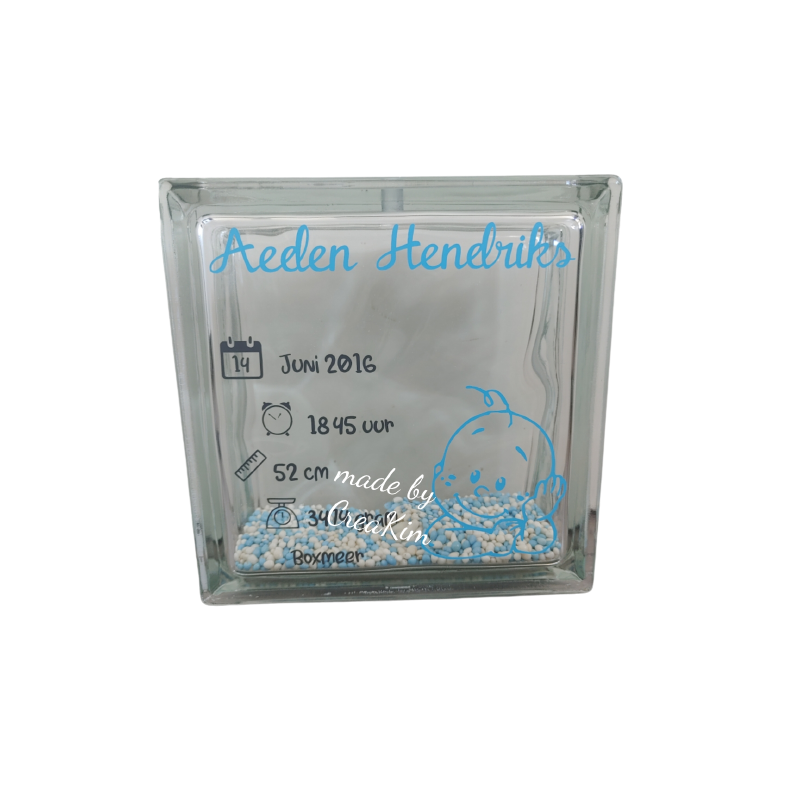 Aeden Hendriks
14 Juni 2016
18 45 uur
52 cm
made by
CreaKim
Boxmeer